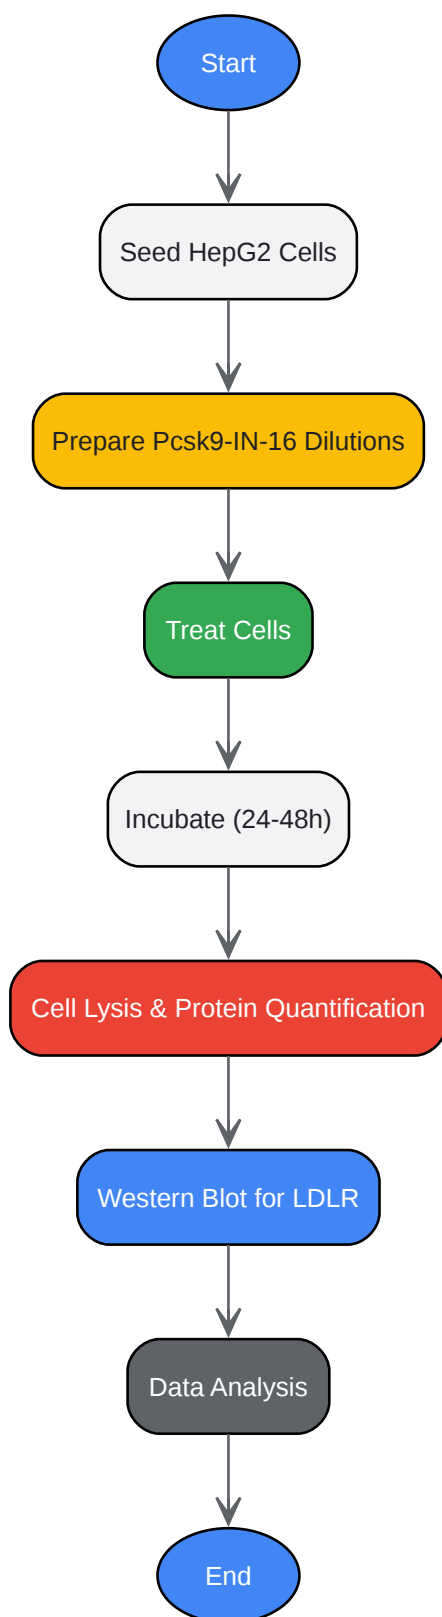 Start
Seed HepG2 Cells
Prepare Pcsk9-IN-16 Dilutions
Treat Cells
Incubate (24-48h)
Cell Lysis & Protein Quantification
Western Blot for LDLR
Data Analysis
End